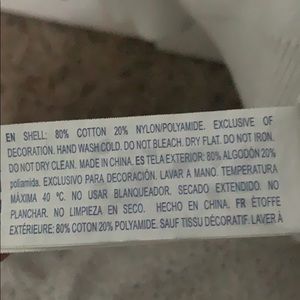 EN SHELL: 80% COTTON 20% NYLON/POLYAMIDE. EXCLUSIVE OF
DECORATION. HAND WASH COLD. DO NOT BLEACH. DRY FLAT. DO NOT IRON.
DO NOT DRY CLEAN. MADE IN CHINA. ES TELA EXTERIOR: 80% ALGODÓN 20%
poliamida. EXCLUSIVO PARA DECORACIÓN. LAVAR A MANO. TEMPERATURA
MÁXIMA 40 ºC. NO USAR BLANQUEADOR. SECADO EXTENDIDO. NO
PLANCHAR. NO LIMPIEZA EN SECO. HECHO EN CHINA. FR ÉTOFFE
EXTÉRIEURE: 80% COTON 20% POLYAMIDE. SAUF TISSU DÉCORATIF. LAVER À